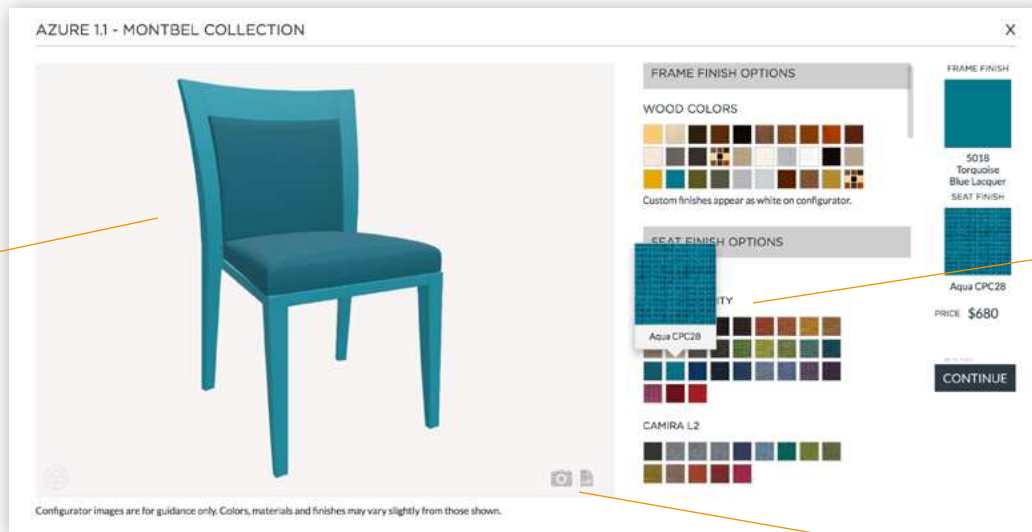 AZURE 1.1 - MONTBEL COLLECTION
X
FRAME FINISH OPTIONS
WOOD COLORS
Custom finishes appear as white on configurator.
SEAT FINISH OPTIONS
Aqua CPC28
CAMIRA L2
FRAME FINISH
5018
Torquoise
Blue Lacquer
SEAT FINISH
Aqua CPC28
PRICE $680
CONTINUE
Configurator images are for guidance only. Colors, materials and finishes may vary slightly from those shown.